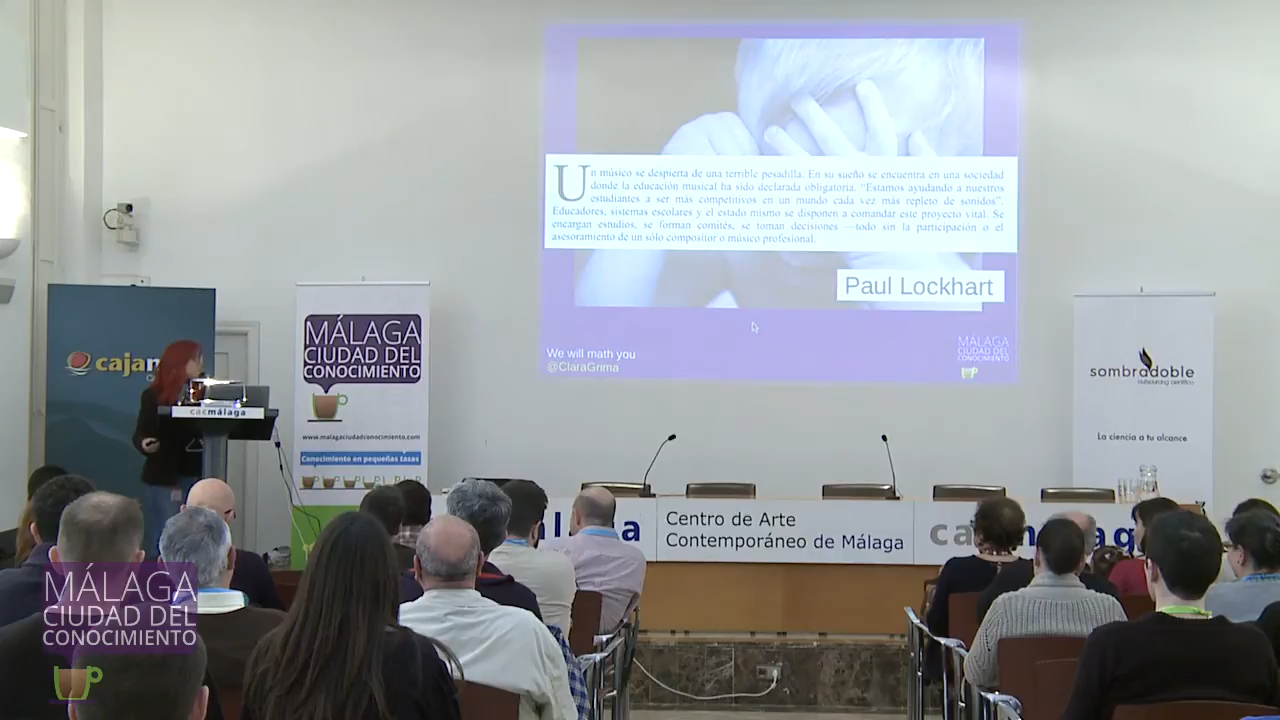 Un músico se despierta de una terrible pesadilla. En su sueño se encuentra en una sociedad
donde la educación musical ha sido declarada obligatoria. "Estamos ayudando a nuestros
estudiantes a ser más competitivos en un mundo cada vez más repleto de sonidos".
Educadores, sistemas escolares y el estado mismo se disponen a comandar este proyecto vital. Se
encargan estudios, se forman comités, se toman decisiones —todo sin la participación o el
asesoramiento de un sólo compositor o músico profesional.
Paul Lockhart
We will math you
@ClaraGrima
MÁLAGA
CIUDAD DEL
CONOCIMIENTO
MÁLAGA
CIUDAD DEL
CONOCIMIENTO
www.malagaciudadconocimiento.com
Conocimiento en pequeñas tazas
cacmálaga
sombradoble
outsourcing científico
La ciencia a tu alcance
Centro de Arte
Contemporáneo de Málaga
MÁLAGA
CIUDAD DEL
CONOCIMIENTO